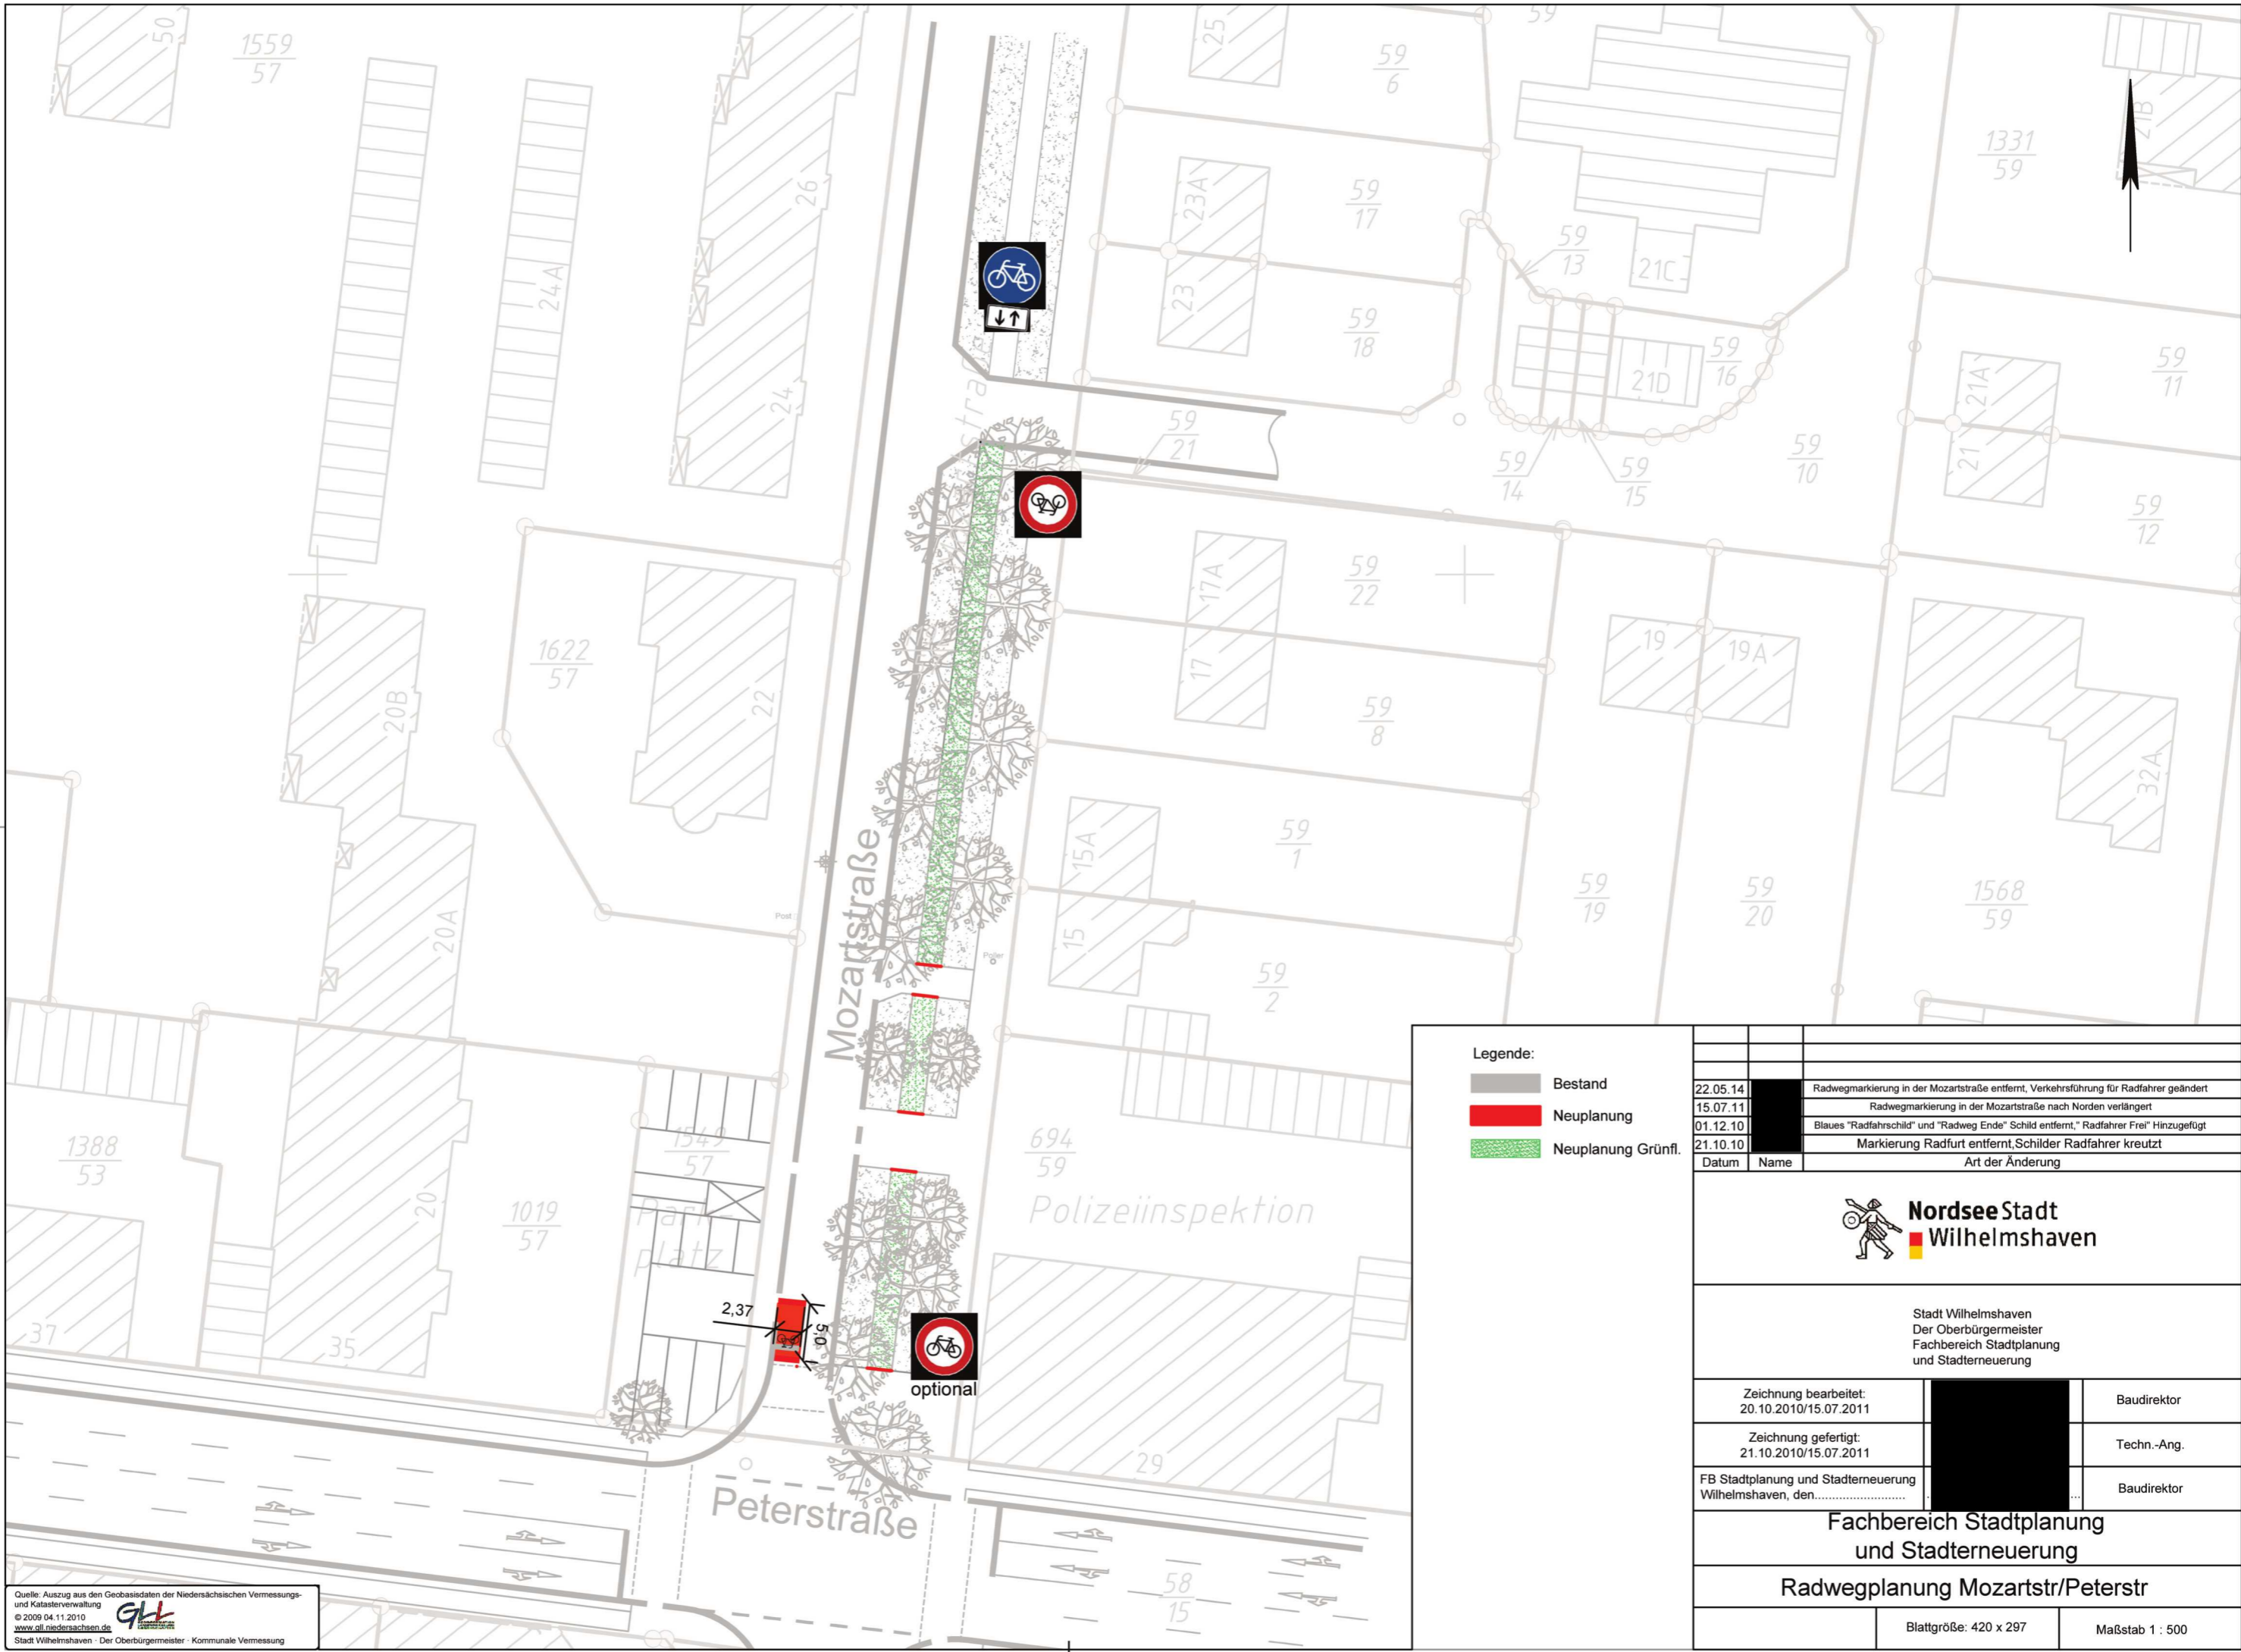 50
1559
57
24A
26
24
25
59
6
59
59
17
23A
23
59
18
59
13
21C
21D
59
16
59
14
59
15
59
10
59
21
1331
59
21B
59
11
21A
21
59
12
1622
57
22
20B
20A
17A
17
59
22
59
8
19
19A
32A
15A
15
59
1
59
2
59
19
59
20
1568
59
Post
Poller
Mozartstraße
1388
53
20
1019
57
1549
57
Park-
platz
694
59
Polizeiinspektion
2,37
5,0
optional
37
35
29
Peterstraße
58
15
Legende:
Bestand
Neuplanung
Neuplanung Grünfl.
22.05.14 Radwegmarkierung in der Mozartstraße entfernt, Verkehrsführung für Radfahrer geändert
15.07.11 Radwegmarkierung in der Mozartstraße nach Norden verlängert
01.12.10 Blaues "Radfahrschild" und "Radweg Ende" Schild entfernt," Radfahrer Frei" Hinzugefügt
21.10.10 Markierung Radfurt entfernt,Schilder Radfahrer kreutzt
Datum Name Art der Änderung
NordseeStadt
Wilhelmshaven
Stadt Wilhelmshaven
Der Oberbürgermeister
Fachbereich Stadtplanung
und Stadterneuerung
Zeichnung bearbeitet:
20.10.2010/15.07.2011
Baudirektor
Zeichnung gefertigt:
21.10.2010/15.07.2011
Techn.-Ang.
FB Stadtplanung und Stadterneuerung
Wilhelmshaven, den..........................
Baudirektor
Fachbereich Stadtplanung
und Stadterneuerung
Radwegplanung Mozartstr/Peterstr
Blattgröße: 420 x 297 Maßstab 1 : 500
Quelle: Auszug aus den Geobasisdaten der Niedersächsischen Vermessungs-
und Katasterverwaltung
© 2009 04.11.2010
www.gll.niedersachsen.de
GLL
Stadt Wilhelmshaven - Der Oberbürgermeister - Kommunale Vermessung